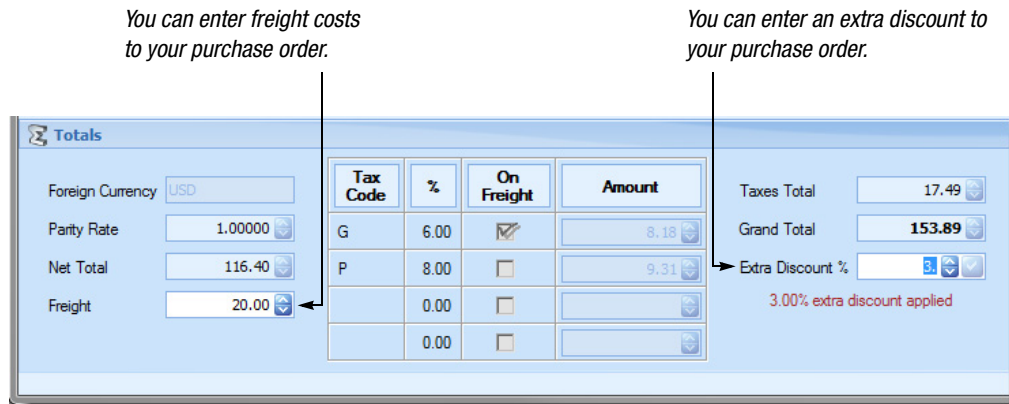 You can enter freight costs
to your purchase order.
You can enter an extra discount to
your purchase order.
Totals
Foreign Currency USD
Parity Rate 1.00000
Net Total 116.40
Freight 20.00
Tax Code % On Freight Amount
G 6.00 8.18
P 8.00 9.31
0.00
0.00
Taxes Total 17.49
Grand Total 153.89
Extra Discount % 3.
3.00% extra discount applied